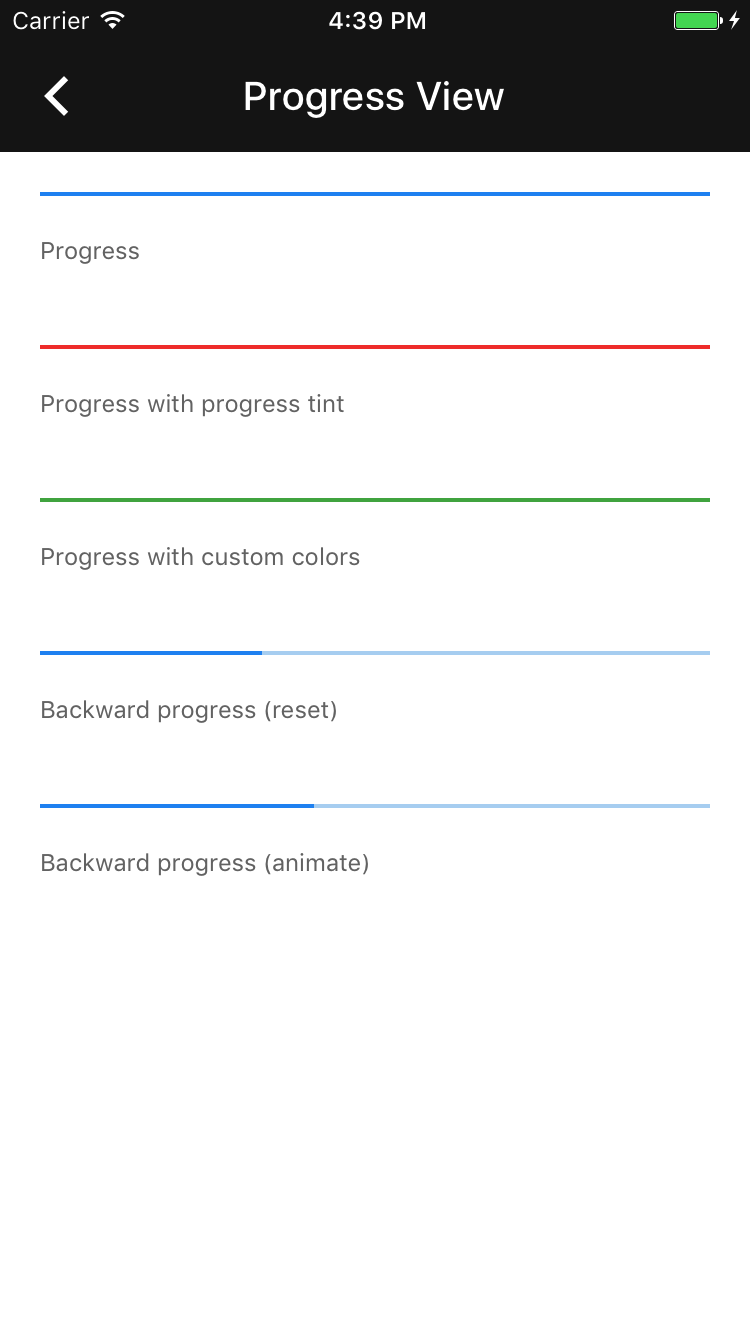 Carrier 4:39 PM
Progress View
Progress
Progress with progress tint
Progress with custom colors
Backward progress (reset)
Backward progress (animate)